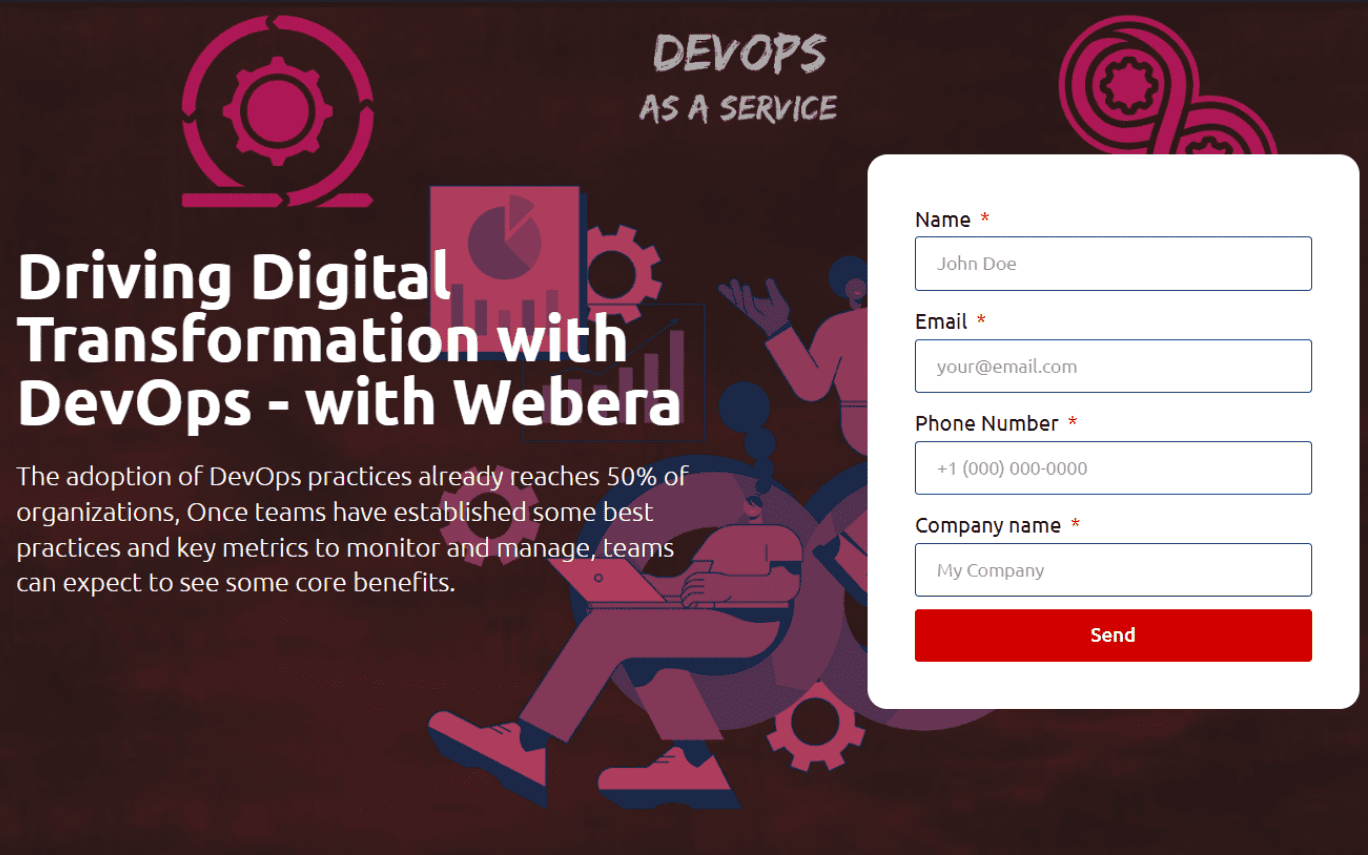 DEVOPS
AS A SERVICE
Driving Digital
Transformation with
DevOps - with Webera
The adoption of DevOps practices already reaches 50% of
organizations, Once teams have established some best
practices and key metrics to monitor and manage, teams
can expect to see some core benefits.
Name *
John Doe
Email *
your@email.com
Phone Number *
+1 (000) 000-0000
Company name *
My Company
Send